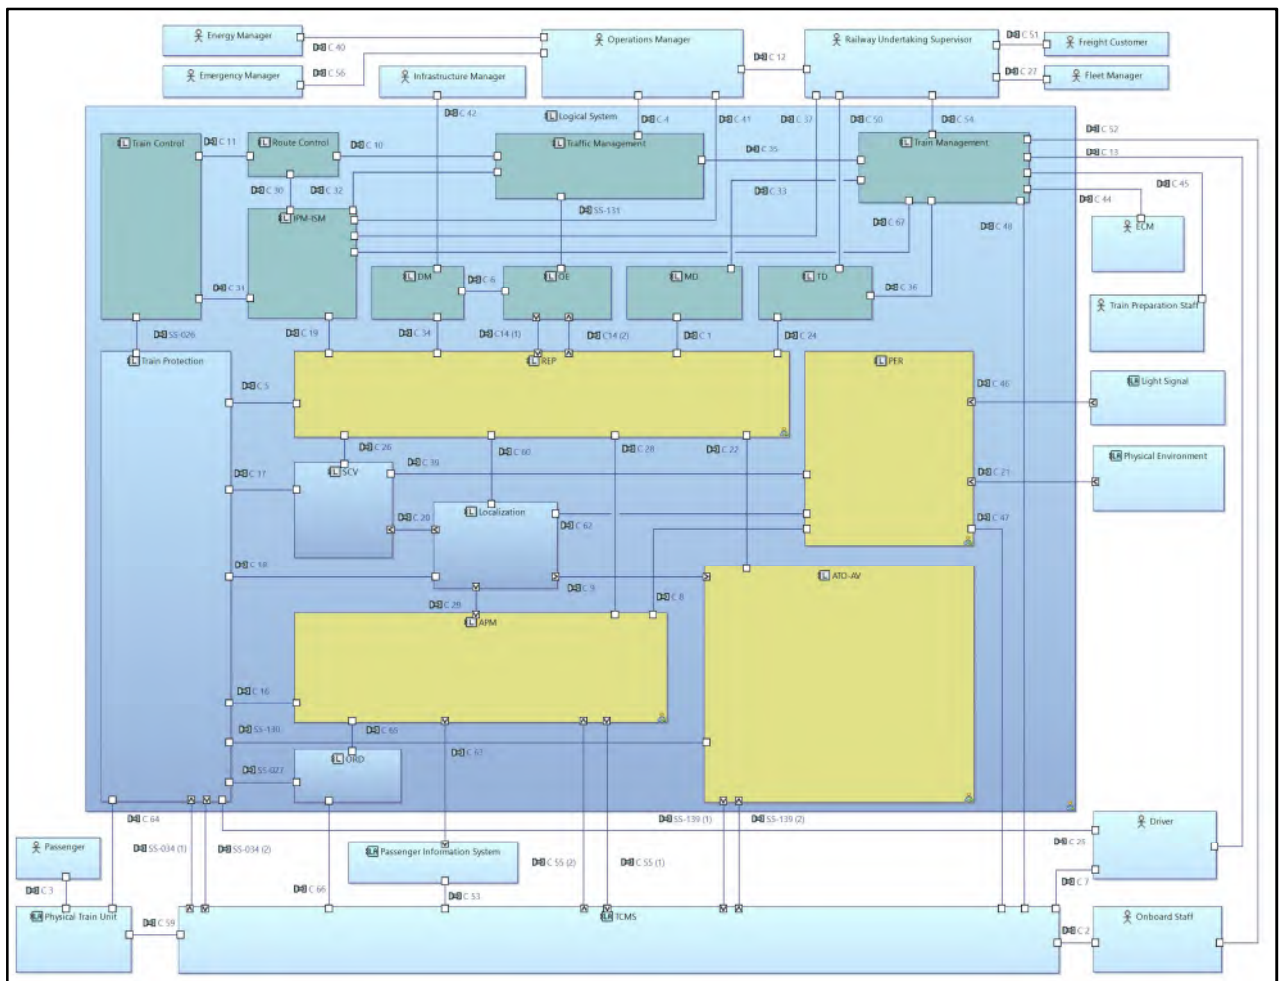 Energy Manager
C 40
Operations Manager
Railway Undertaking Supervisor
C 51
Freight Customer
Emergency Manager
C 56
Infrastructure Manager
C 12
C 27
Fleet Manager
C 42
Logical System
C 4
C 41
C 37
C 50
C 54
C 52
C 13
Train Control
C 11
Route Control
C 10
Traffic Management
C 35
Train Management
C 45
C 30
C 32
C 33
C 44
IPM-ISM
SS-131
C 67
C 48
ECM
DM
C 6
OE
MD
TD
C 31
C 36
Train Preparation Staff
SS-026
C 19
C 34
C14 (1)
C14 (2)
C 1
C 24
Train Protection
REP
PER
C 5
C 46
Light Signal
C 26
C 60
C 28
C 22
C 17
SCV
C 39
C 21
Physical Environment
Localization
C 20
C 62
C 47
C 18
C 9
ATO-AV
C 29
C 8
APM
C 16
SS-130
C 65
C 63
SS-027
ORD
C 64
SS-139 (1)
SS-139 (2)
Driver
Passenger
SS-034 (1)
SS-034 (2)
Passenger Information System
C 55 (2)
C 55 (1)
C 25
C 3
C 66
C 53
C 7
Physical Train Unit
C 59
TCMS
C 2
Onboard Staff